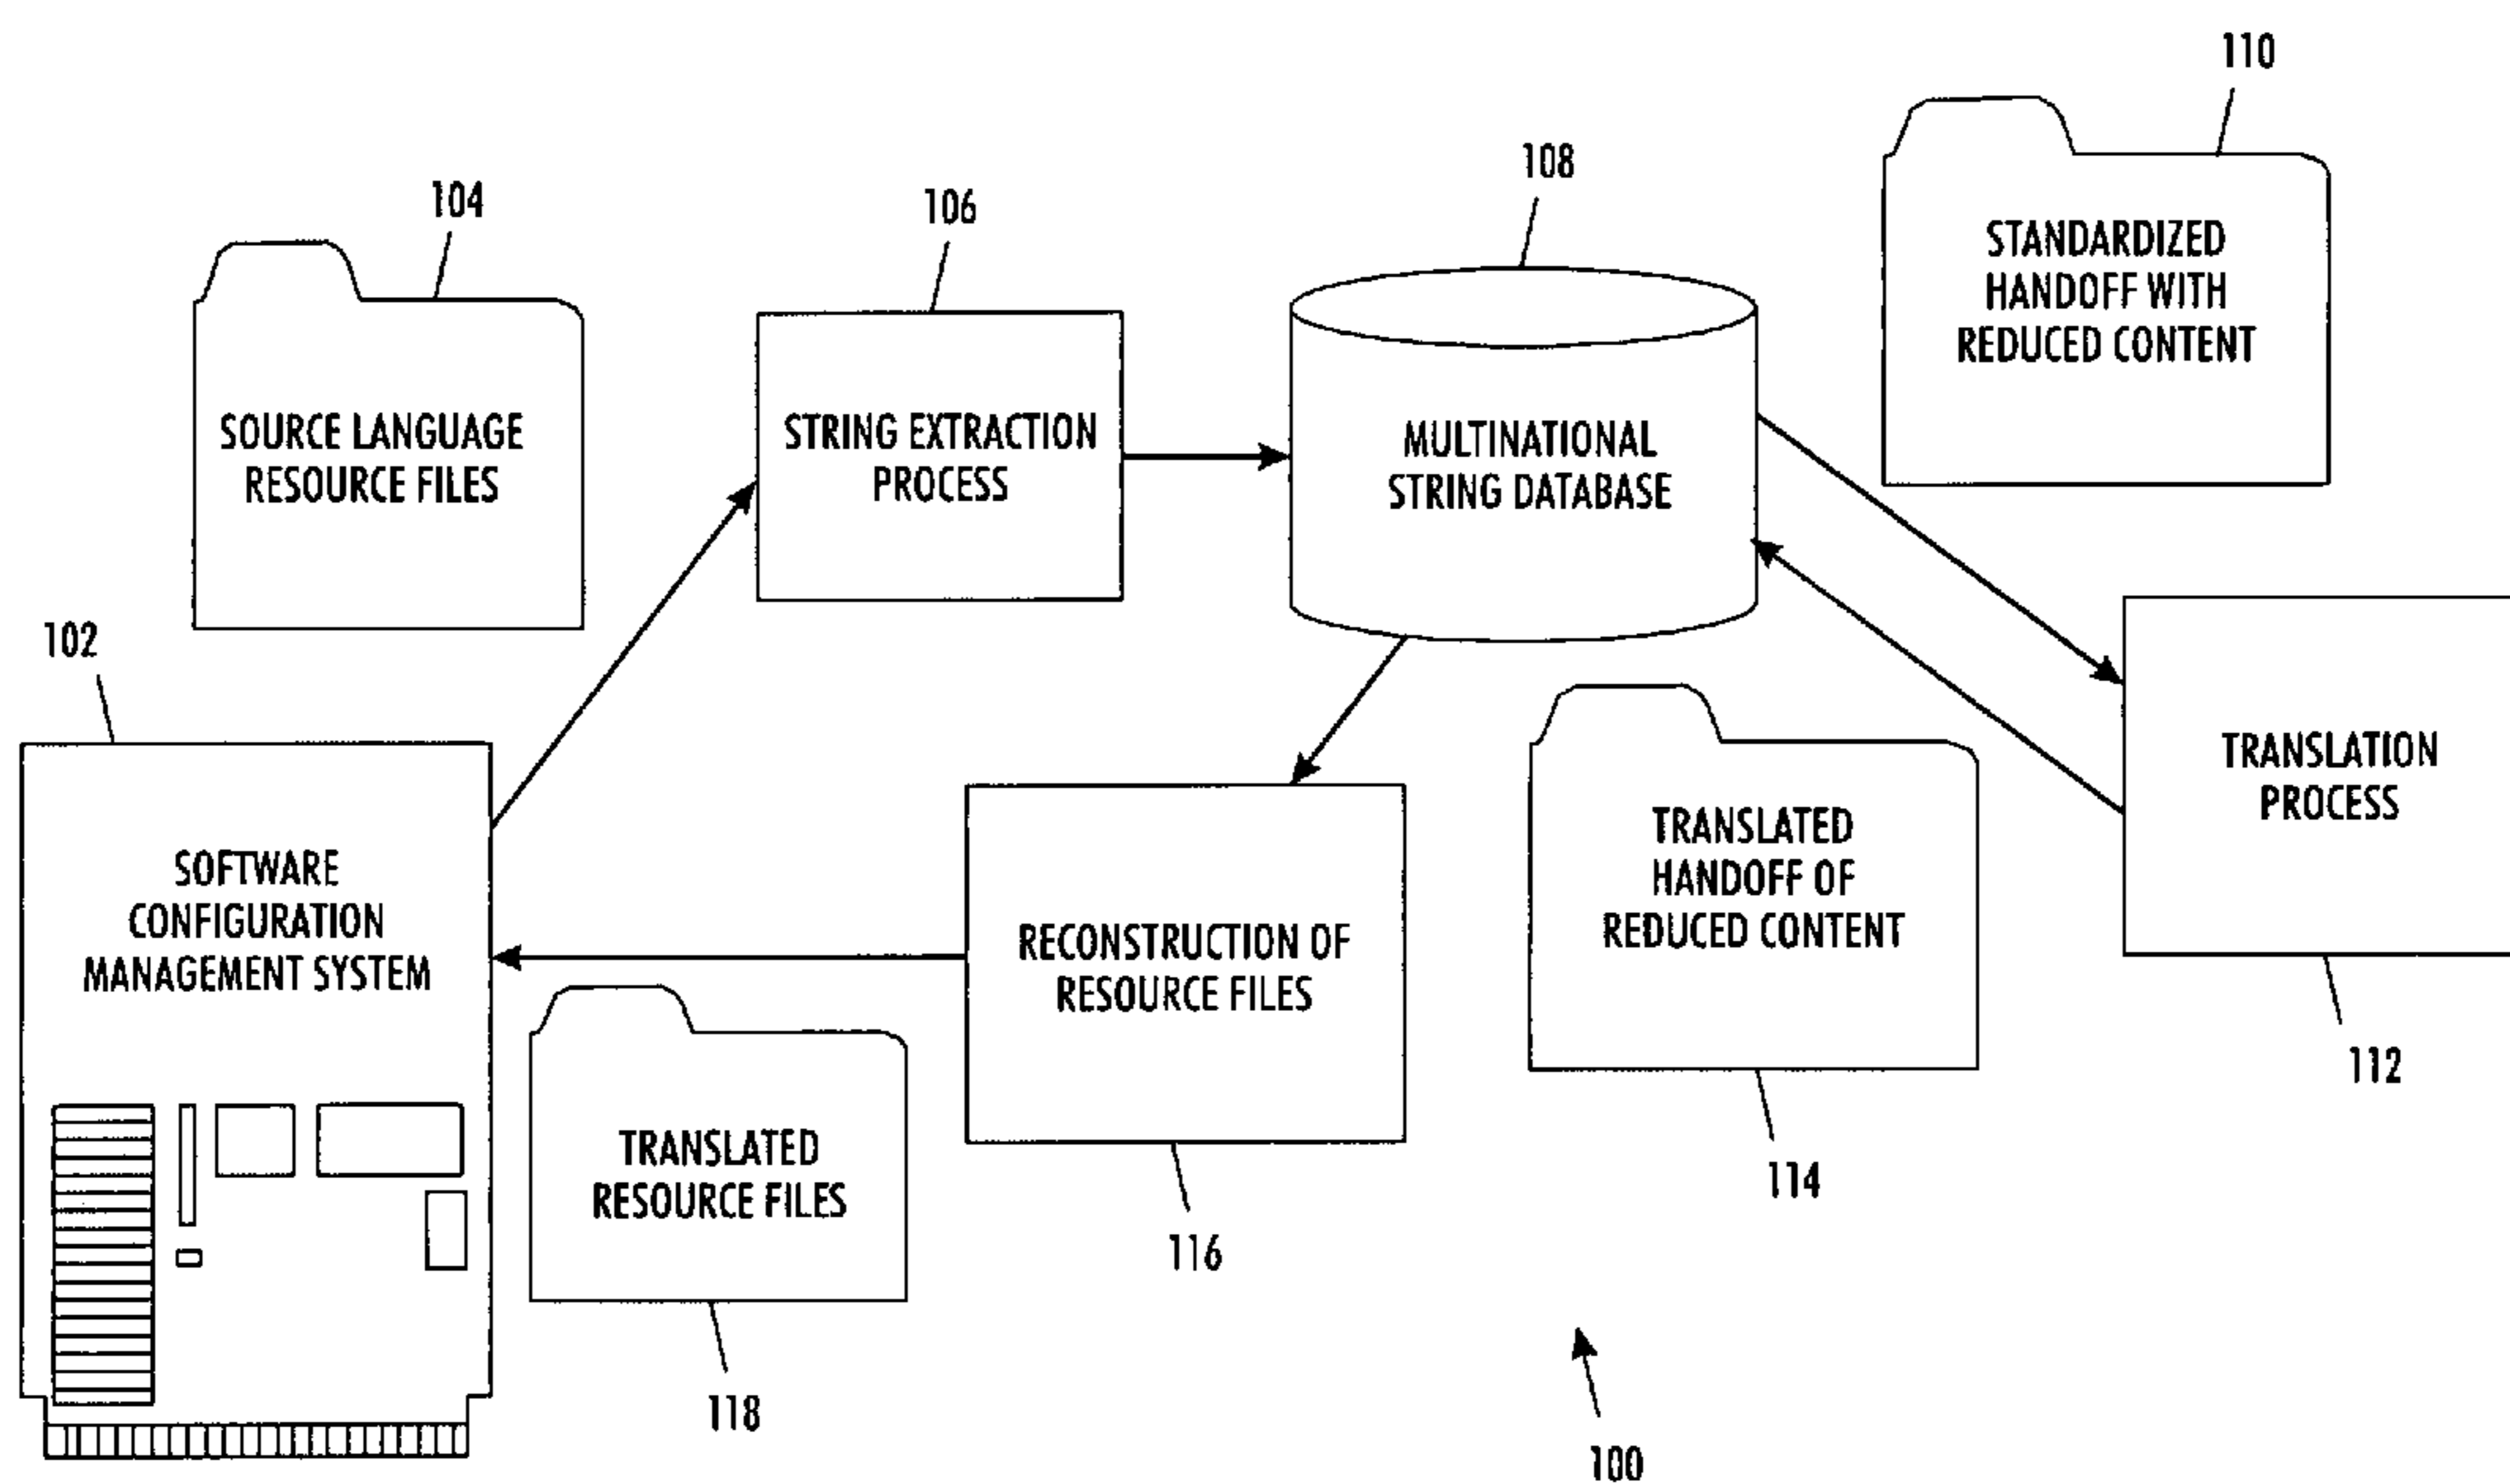 110
STANDARDIZED
HANDOFF WITH
REDUCED CONTENT
108
MULTINATIONAL
STRING DATABASE
106
STRING EXTRACTION
PROCESS
104
SOURCE LANGUAGE
RESOURCE FILES
102
SOFTWARE
CONFIGURATION
MANAGEMENT SYSTEM
TRANSLATION
PROCESS
112
TRANSLATED
HANDOFF OF
REDUCED CONTENT
114
RECONSTRUCTION OF
RESOURCE FILES
116
TRANSLATED
RESOURCE FILES
118
100